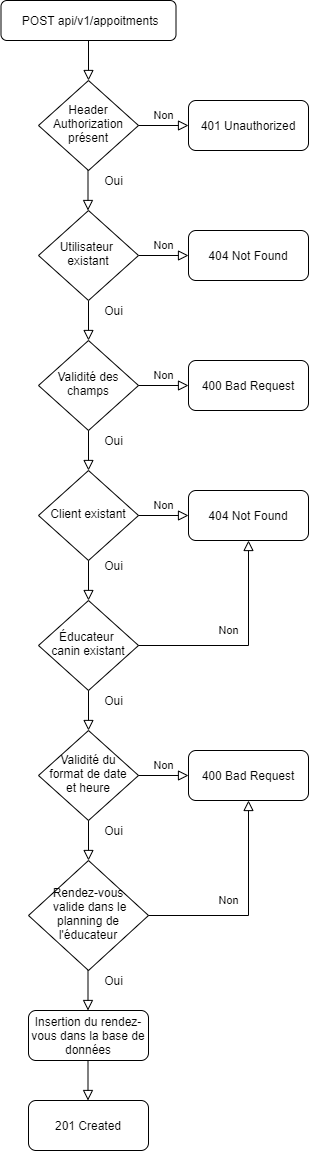 POST api/v1/appoitments
Header
Authorization
présent
Non
401 Unauthorized
Oui
Utilisateur
existant
Non
404 Not Found
Oui
Validité des
champs
Non
400 Bad Request
Oui
Client existant
Non
404 Not Found
Oui
Éducateur
canin existant
Non
Oui
Validité du
format de date
et heure
Non
400 Bad Request
Oui
Rendez-vous
valide dans le
planning de
l'éducateur
Non
Oui
Insertion du rendez-
vous dans la base de
données
201 Created